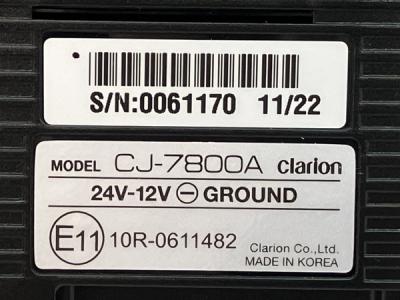 S/N:0061170 11/22
MODEL CJ-7800A clarion
24V-12V ⊖ GROUND
E11 10R-0611482
Clarion Co.,Ltd.
MADE IN KOREA